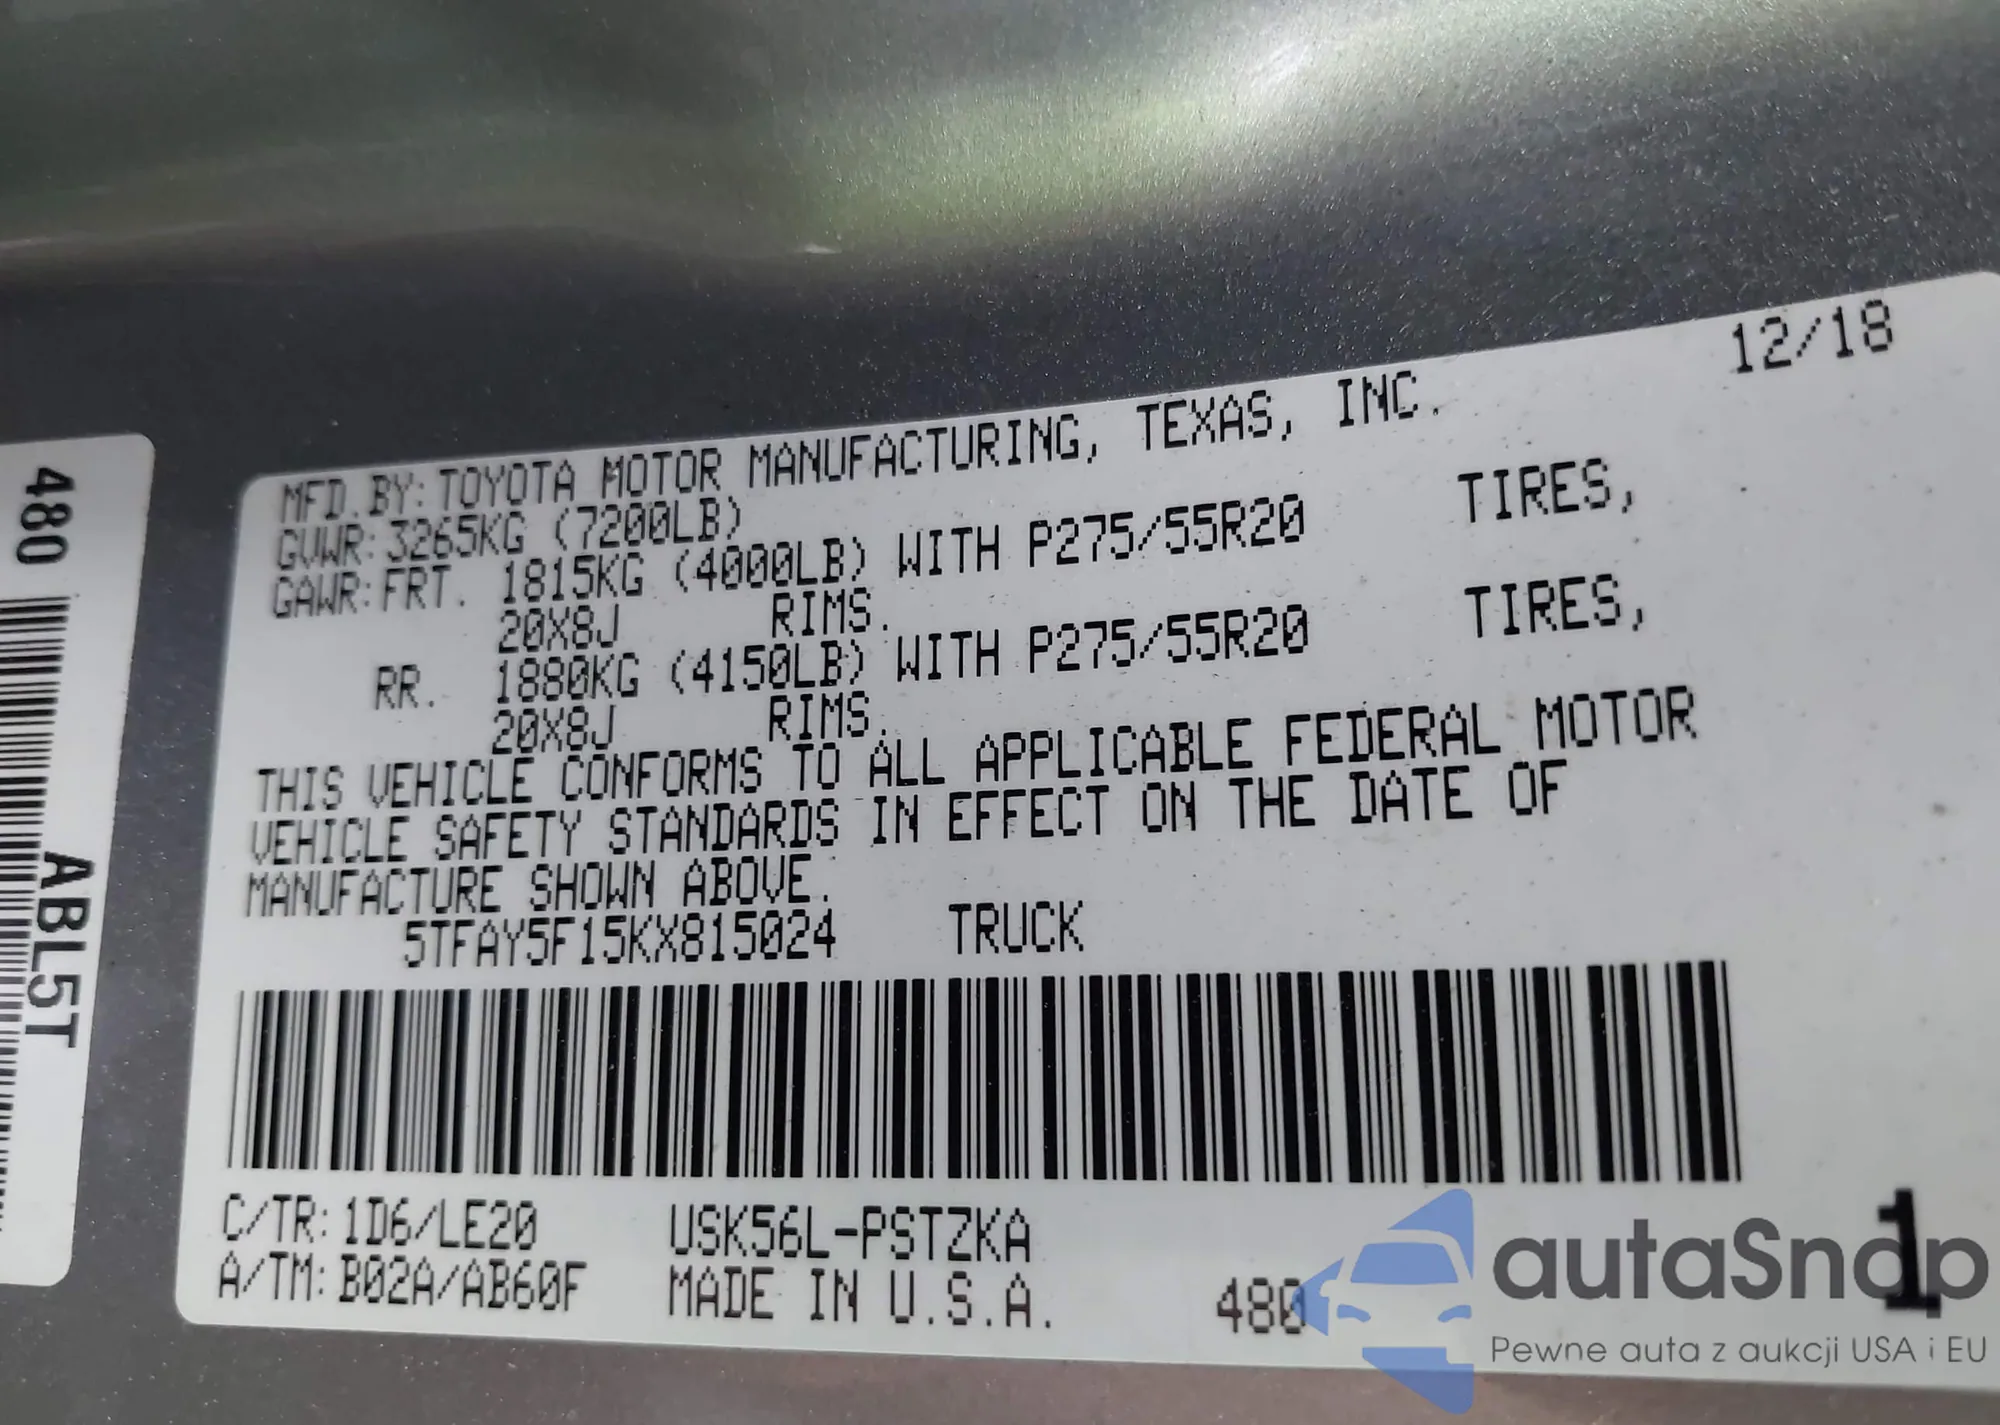 12/18
MFD.BY:TOYOTA MOTOR MANUFACTURING, TEXAS, INC.
GVWR:3265KG (7200LB)
GAWR:FRT. 1815KG (4000LB) WITH P275/55R20 TIRES,
20X8J RIMS.
RR. 1880KG (4150LB) WITH P275/55R20 TIRES,
20X8J RIMS.
THIS VEHICLE CONFORMS TO ALL APPLICABLE FEDERAL MOTOR
VEHICLE SAFETY STANDARDS IN EFFECT ON THE DATE OF
MANUFACTURE SHOWN ABOVE.
5TFAY5F15KX815024 TRUCK
C/TR:1D6/LE20 USK56L-PSTZKA
A/TM:B02A/AB60F MADE IN U.S.A. 480
1
480
ABL5T
autaSnap
Pewne auta z aukcji USA i EU